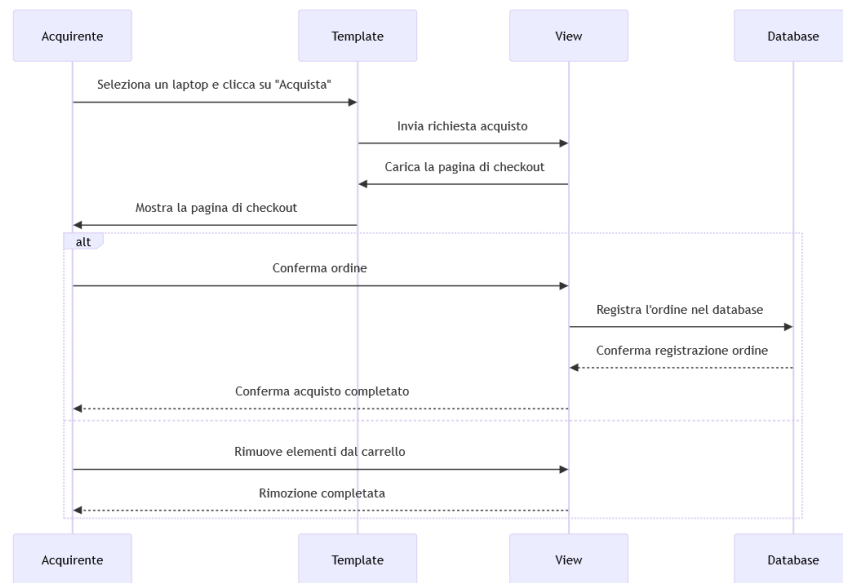 Acquirente
Template
View
Database
Seleziona un laptop e clicca su "Acquista"
Invia richiesta acquisto
Carica la pagina di checkout
Mostra la pagina di checkout
alt
Conferma ordine
Registra l'ordine nel database
Conferma registrazione ordine
Conferma acquisto completato
Rimuove elementi dal carrello
Rimozione completata
Acquirente
Template
View
Database